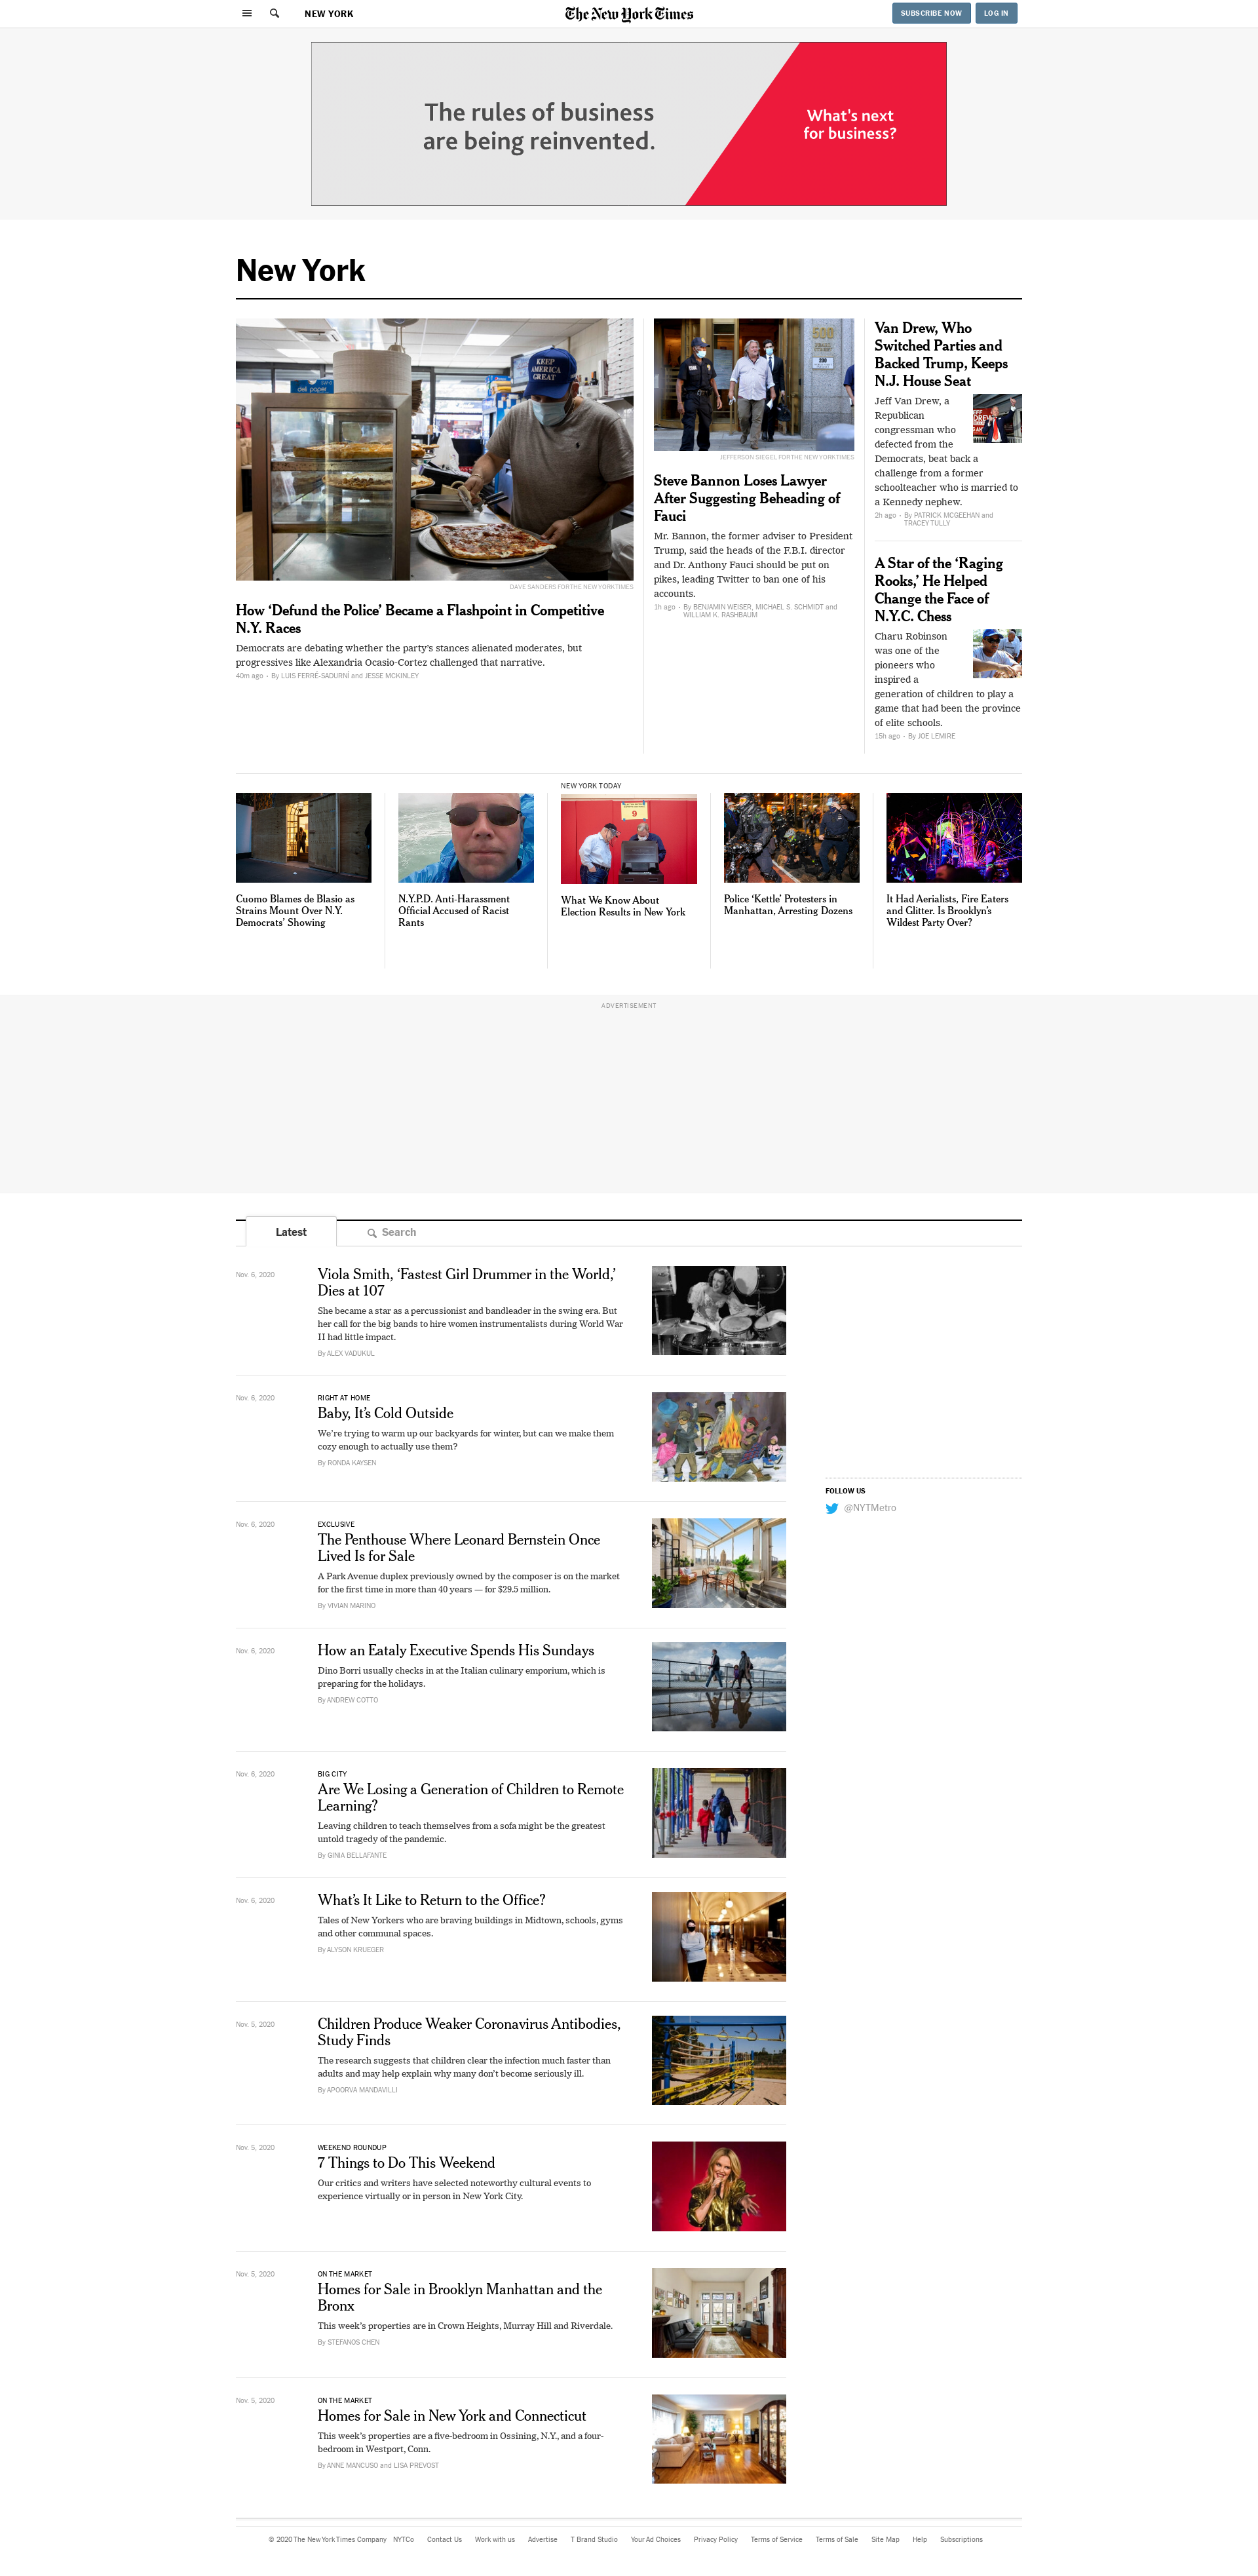 NEW YORK
The New York Times
SUBSCRIBE NOW
LOG IN
The rules of business
are being reinvented.
What's next
for business?
New York
deli paper
KEEP
AMERICA
GREAT
DAVE SANDERS FOR THE NEW YORK TIMES
How ‘Defund the Police’ Became a Flashpoint in Competitive
N.Y. Races
Democrats are debating whether the party’s stances alienated moderates, but
progressives like Alexandria Ocasio-Cortez challenged that narrative.
40m ago · By LUIS FERRÉ-SADURNÍ and JESSE MCKINLEY
500
JEFFERSON SIEGEL FOR THE NEW YORK TIMES
Steve Bannon Loses Lawyer
After Suggesting Beheading of
Fauci
Mr. Bannon, the former adviser to President
Trump, said the heads of the F.B.I. director
and Dr. Anthony Fauci should be put on
pikes, leading Twitter to ban one of his
accounts.
1h ago · By BENJAMIN WEISER, MICHAEL S. SCHMIDT and
WILLIAM K. RASHBAUM
Van Drew, Who
Switched Parties and
Backed Trump, Keeps
N.J. House Seat
Jeff Van Drew, a
Republican
congressman who
defected from the
Democrats, beat back a
challenge from a former
schoolteacher who is married to
a Kennedy nephew.
2h ago · By PATRICK MCGEEHAN and
TRACEY TULLY
A Star of the ‘Raging
Rooks,’ He Helped
Change the Face of
N.Y.C. Chess
Charu Robinson
was one of the
pioneers who
inspired a
generation of children to play a
game that had been the province
of elite schools.
15h ago · By JOE LEMIRE
Cuomo Blames de Blasio as
Strains Mount Over N.Y.
Democrats’ Showing
N.Y.P.D. Anti-Harassment
Official Accused of Racist
Rants
NEW YORK TODAY
9
What We Know About
Election Results in New York
Police ‘Kettle’ Protesters in
Manhattan, Arresting Dozens
It Had Aerialists, Fire Eaters
and Glitter. Is Brooklyn’s
Wildest Party Over?
ADVERTISEMENT
Latest
Search
Nov. 6, 2020
Viola Smith, ‘Fastest Girl Drummer in the World,’
Dies at 107
She became a star as a percussionist and bandleader in the swing era. But
her call for the big bands to hire women instrumentalists during World War
II had little impact.
By ALEX VADUKUL
Nov. 6, 2020
RIGHT AT HOME
Baby, It’s Cold Outside
We’re trying to warm up our backyards for winter, but can we make them
cozy enough to actually use them?
By RONDA KAYSEN
FOLLOW US
@NYTMetro
Nov. 6, 2020
EXCLUSIVE
The Penthouse Where Leonard Bernstein Once
Lived Is for Sale
A Park Avenue duplex previously owned by the composer is on the market
for the first time in more than 40 years — for $29.5 million.
By VIVIAN MARINO
Nov. 6, 2020
How an Eataly Executive Spends His Sundays
Dino Borri usually checks in at the Italian culinary emporium, which is
preparing for the holidays.
By ANDREW COTTO
Nov. 6, 2020
BIG CITY
Are We Losing a Generation of Children to Remote
Learning?
Leaving children to teach themselves from a sofa might be the greatest
untold tragedy of the pandemic.
By GINIA BELLAFANTE
Nov. 6, 2020
What’s It Like to Return to the Office?
Tales of New Yorkers who are braving buildings in Midtown, schools, gyms
and other communal spaces.
By ALYSON KRUEGER
Nov. 5, 2020
Children Produce Weaker Coronavirus Antibodies,
Study Finds
The research suggests that children clear the infection much faster than
adults and may help explain why many don’t become seriously ill.
By APOORVA MANDAVILLI
Nov. 5, 2020
WEEKEND ROUNDUP
7 Things to Do This Weekend
Our critics and writers have selected noteworthy cultural events to
experience virtually or in person in New York City.
Nov. 5, 2020
ON THE MARKET
Homes for Sale in Brooklyn Manhattan and the
Bronx
This week’s properties are in Crown Heights, Murray Hill and Riverdale.
By STEFANOS CHEN
Nov. 5, 2020
ON THE MARKET
Homes for Sale in New York and Connecticut
This week’s properties are a five-bedroom in Ossining, N.Y., and a four-
bedroom in Westport, Conn.
By ANNE MANCUSO and LISA PREVOST
© 2020 The New York Times Company NYTCo Contact Us Work with us Advertise T Brand Studio Your Ad Choices Privacy Policy Terms of Service Terms of Sale Site Map Help Subscriptions